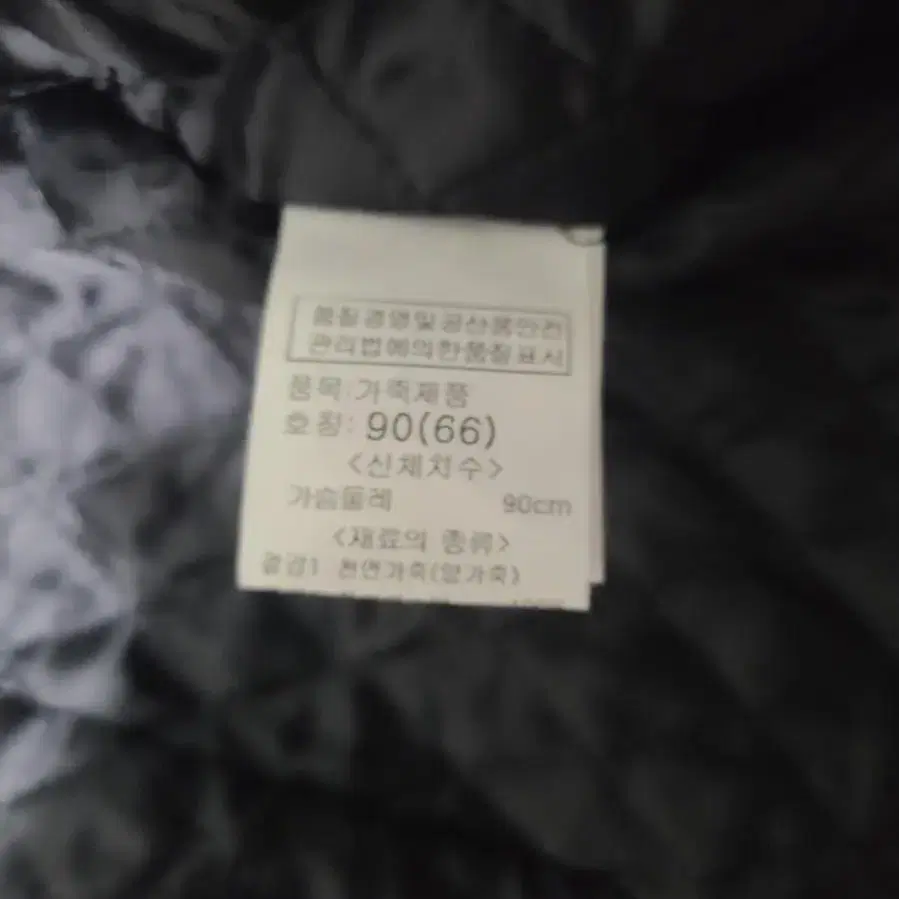 품질경영및공산품안전
관리법에의한품질표시
품목:가죽제품
호칭: 90(66)
<신체치수>
가슴둘레 90cm
<재료의 종류>
겉감1 천연가죽(양가죽)